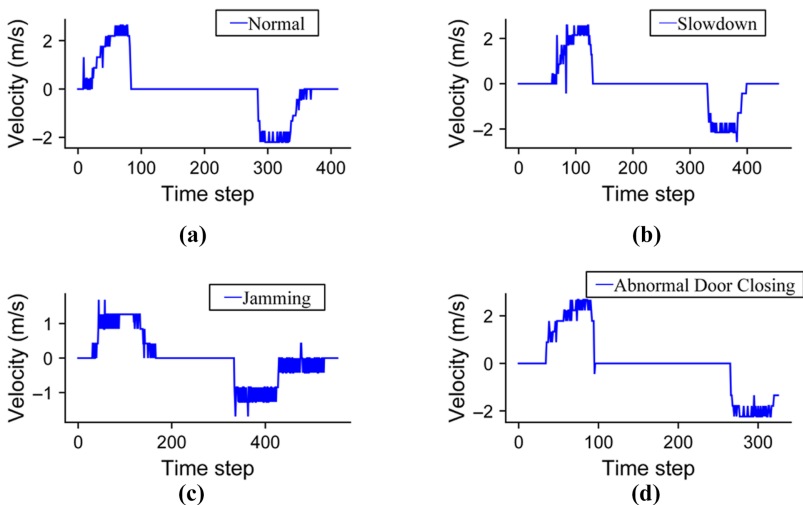 Normal
Velocity (m/s)
2
0
−2
0
100
200
300
400
Time step
(a)
Slowdown
Velocity (m/s)
2
0
−2
0
100
200
300
400
Time step
(b)
Jamming
Velocity (m/s)
1
0
−1
0
200
400
Time step
(c)
Abnormal Door Closing
Velocity (m/s)
2
0
−2
0
100
200
300
Time step
(d)